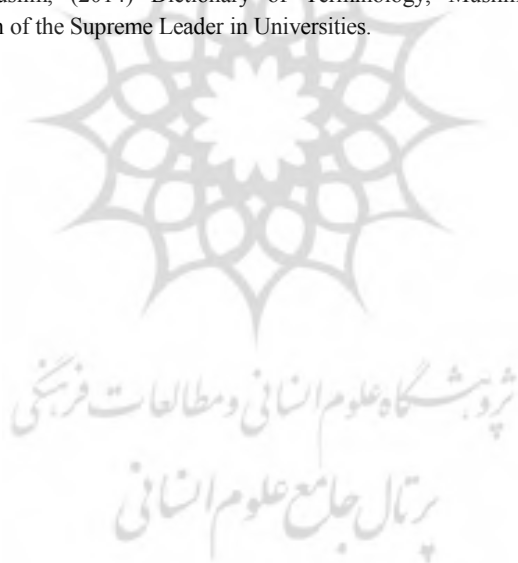 (2014) Dictionary of Terminology,
of the Supreme Leader in Universities.
پژوهشگاه علوم انسانی و مطالعات فرهنگی
پرتال جامع علوم انسانی